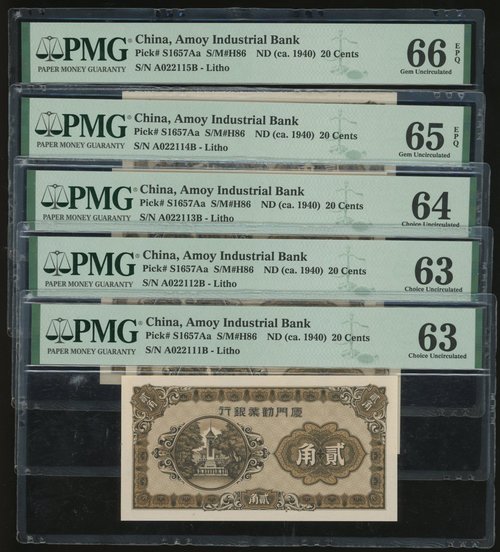 PMG
PAPER MONEY GUARANTY
China, Amoy Industrial Bank
Pick# S1657Aa S/M#H86 ND (ca. 1940) 20 Cents
S/N A022115B - Litho
66 EPQ
Gem Uncirculated
PMG
PAPER MONEY GUARANTY
China, Amoy Industrial Bank
Pick# S1657Aa S/M#H86 ND (ca. 1940) 20 Cents
S/N A022114B - Litho
65 EPQ
Gem Uncirculated
PMG
PAPER MONEY GUARANTY
China, Amoy Industrial Bank
Pick# S1657Aa S/M#H86 ND (ca. 1940) 20 Cents
S/N A022113B - Litho
64
Choice Uncirculated
PMG
PAPER MONEY GUARANTY
China, Amoy Industrial Bank
Pick# S1657Aa S/M#H86 ND (ca. 1940) 20 Cents
S/N A022112B - Litho
63
Choice Uncirculated
PMG
PAPER MONEY GUARANTY
China, Amoy Industrial Bank
Pick# S1657Aa S/M#H86 ND (ca. 1940) 20 Cents
S/N A022111B - Litho
63
Choice Uncirculated
行銀業勸門廈
角貳
角貳